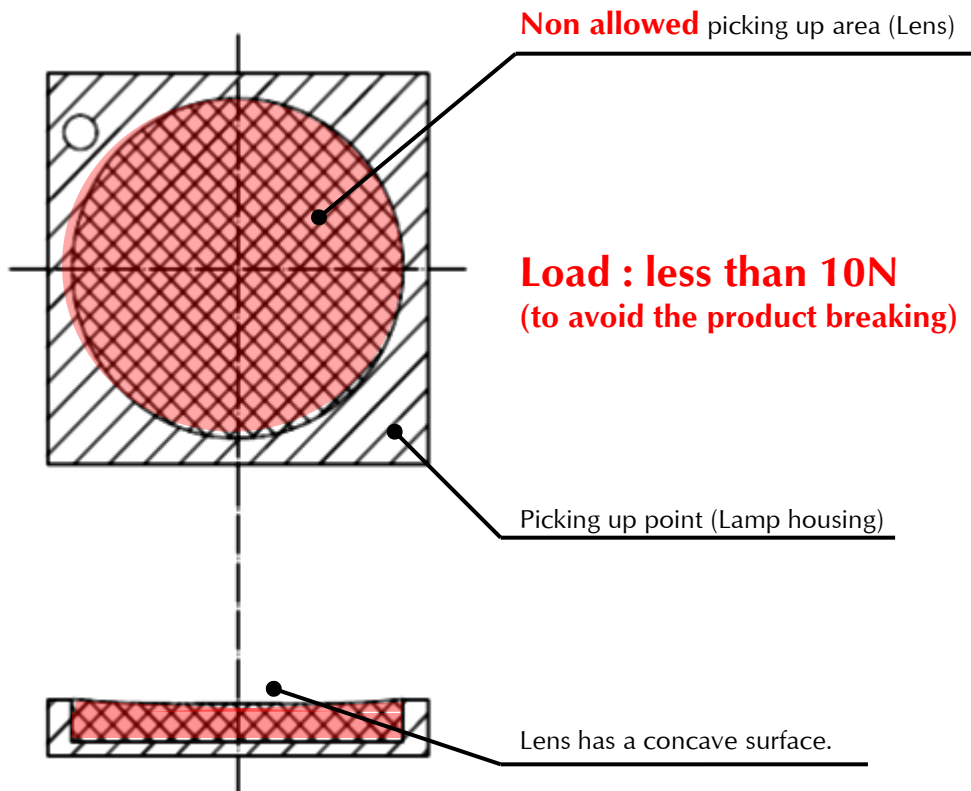 Non allowed picking up area (Lens)
Load : less than 10N
(to avoid the product breaking)
Picking up point (Lamp housing)
Lens has a concave surface.